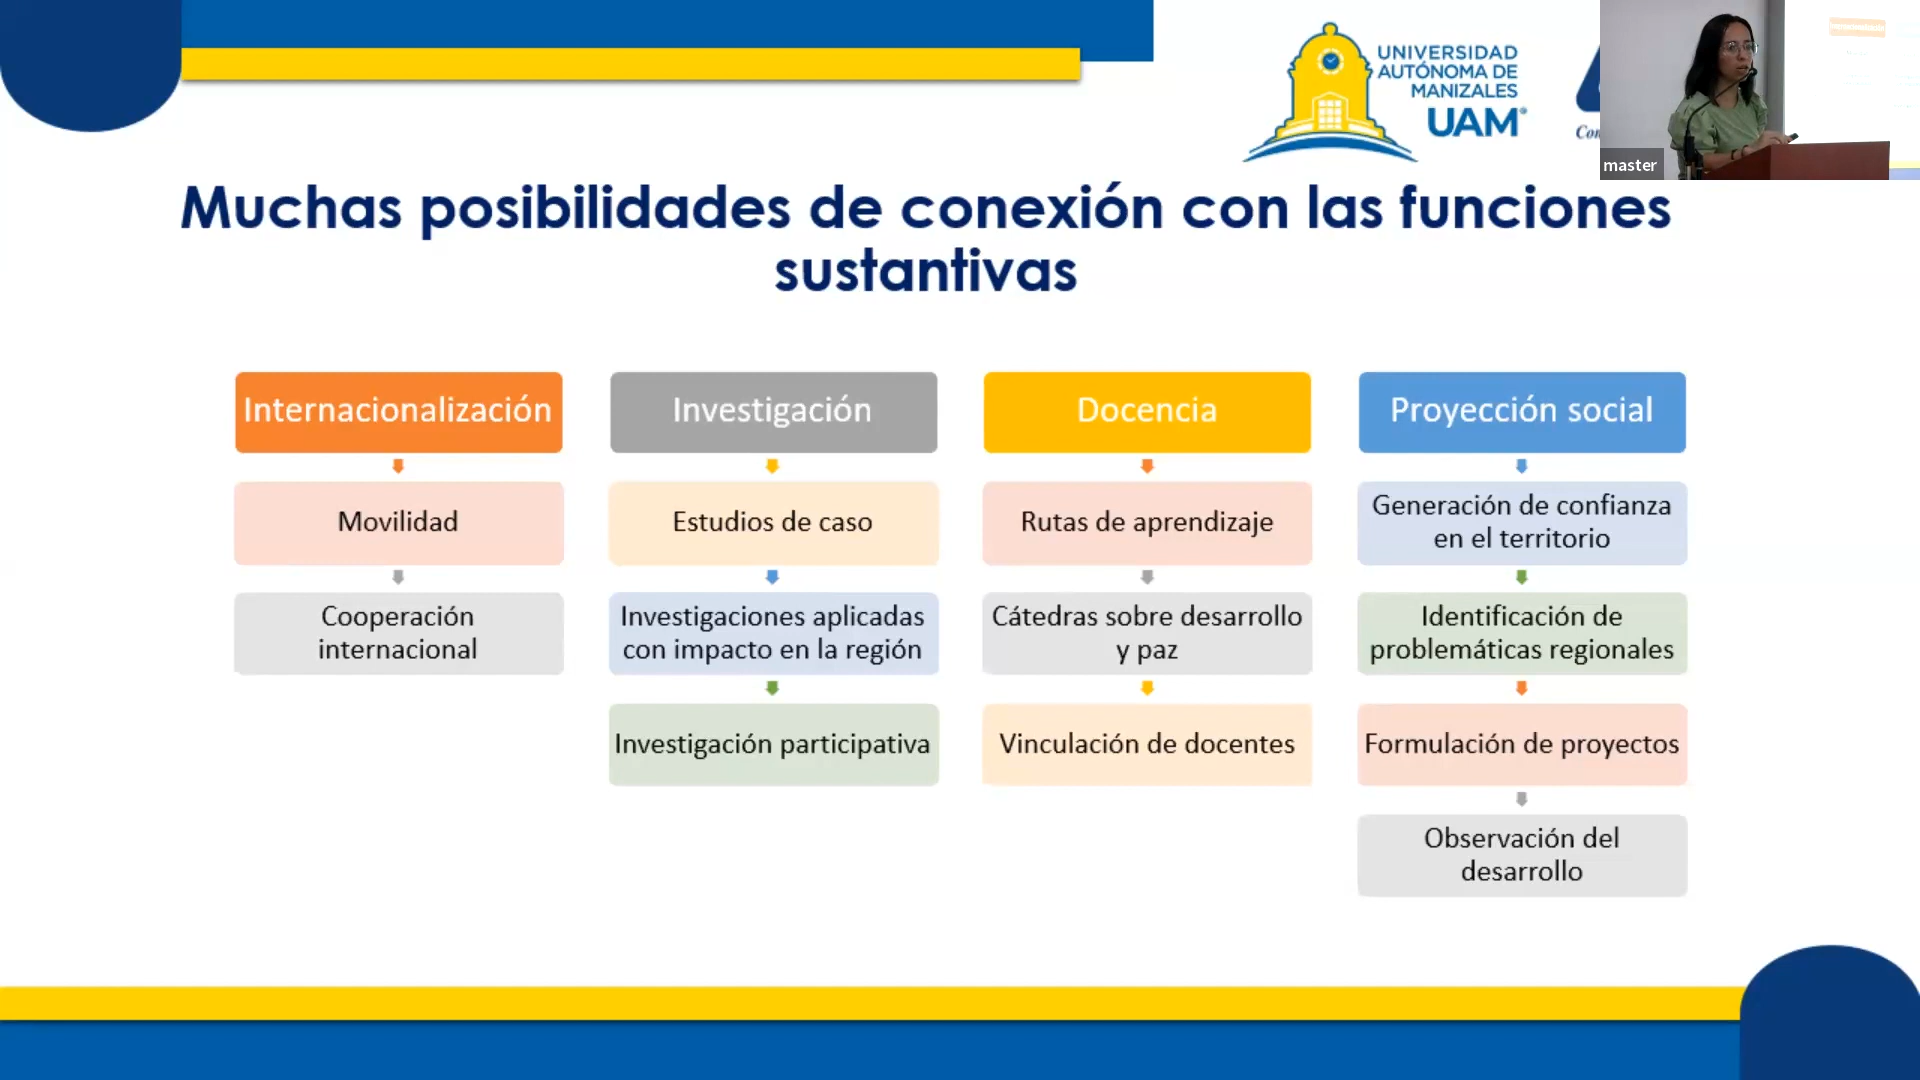 UNIVERSIDAD
AUTÓNOMA DE
MANIZALES
UAM®
master
Muchas posibilidades de conexión con las funciones
sustantivas
Internacionalización
Movilidad
Cooperación
internacional
Investigación
Estudios de caso
Investigaciones aplicadas
con impacto en la región
Investigación participativa
Docencia
Rutas de aprendizaje
Cátedras sobre desarrollo
y paz
Vinculación de docentes
Proyección social
Generación de confianza
en el territorio
Identificación de
problemáticas regionales
Formulación de proyectos
Observación del
desarrollo